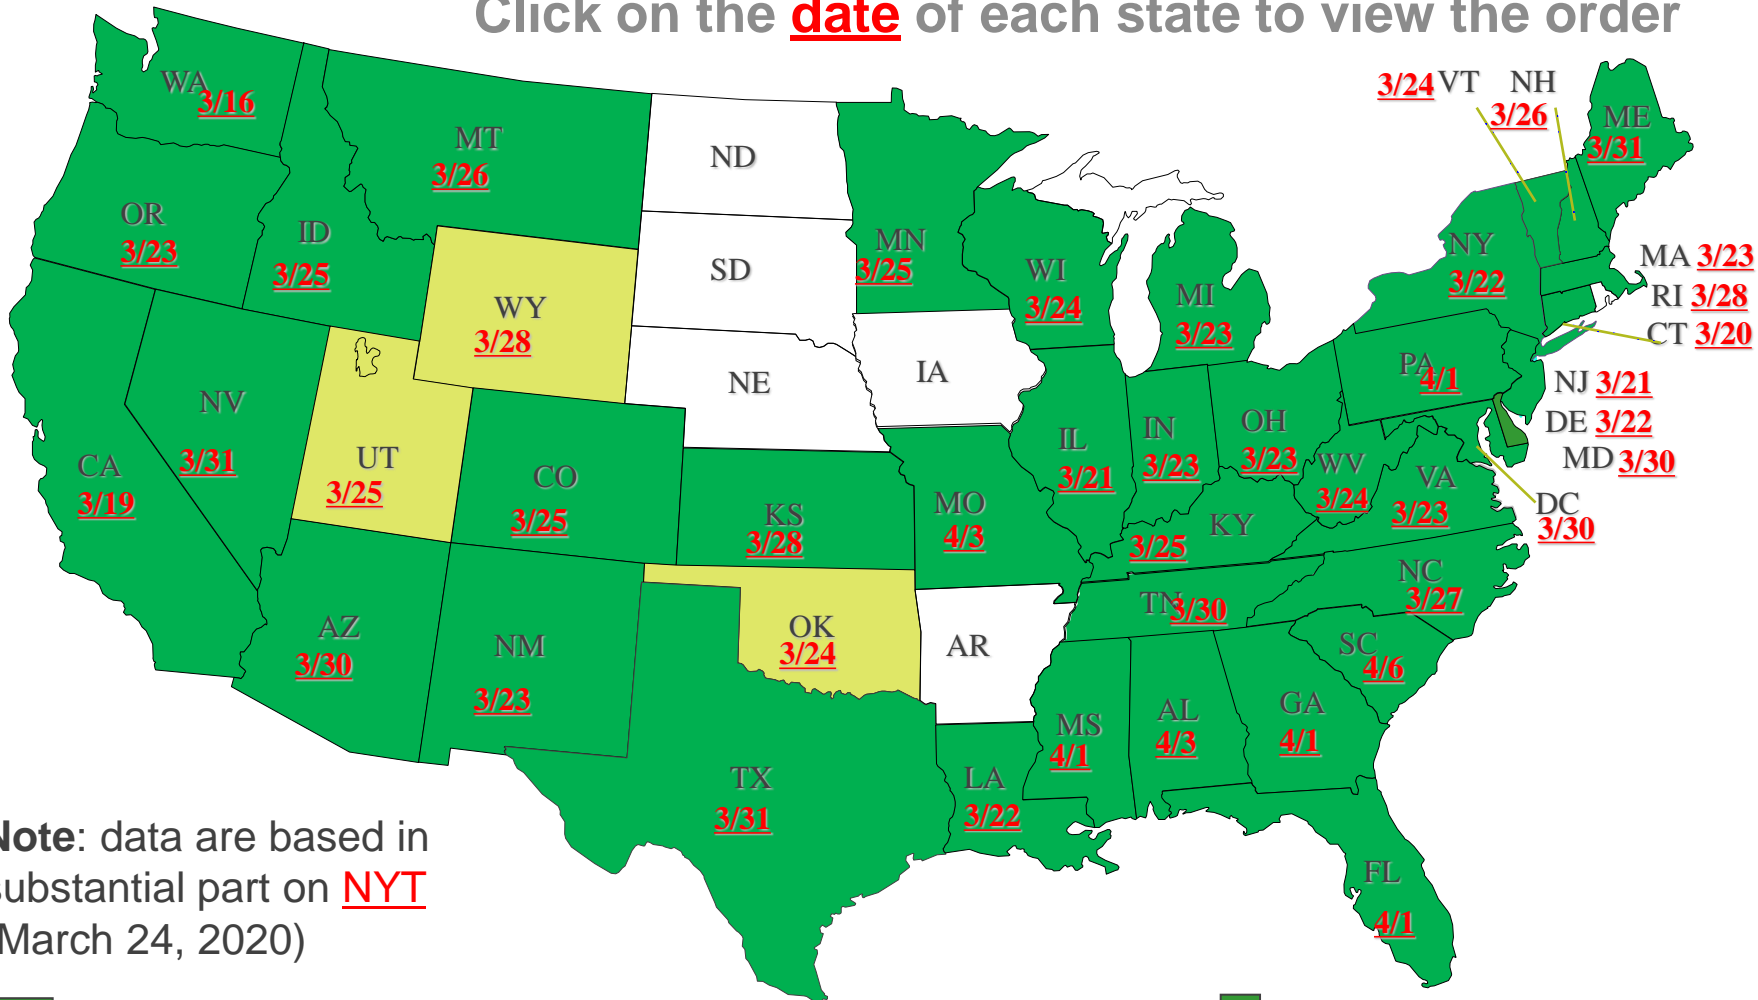 Click on the date of each state to view the order
WA
3/16
MT
3/26
ND
3/24 VT
NH
3/26
ME
3/31
OR
3/23
ID
3/25
SD
MN
3/25
WI
3/24
MI
3/23
NY
3/22
MA 3/23
RI 3/28
CT 3/20
WY
3/28
NE
IA
PA
4/1
NJ 3/21
DE 3/22
MD 3/30
DC
3/30
NV
3/31
UT
3/25
CO
3/25
CA
3/19
KS
3/28
MO
4/3
IL
3/21
IN
3/23
OH
3/23
WV
3/24
VA
3/23
KY
3/25
NC
3/27
TN 3/30
AZ
3/30
NM
3/23
OK
3/24
AR
SC
4/6
MS
4/1
AL
4/3
GA
4/1
TX
3/31
LA
3/22
FL
4/1
Note: data are based in
substantial part on NYT
(March 24, 2020)